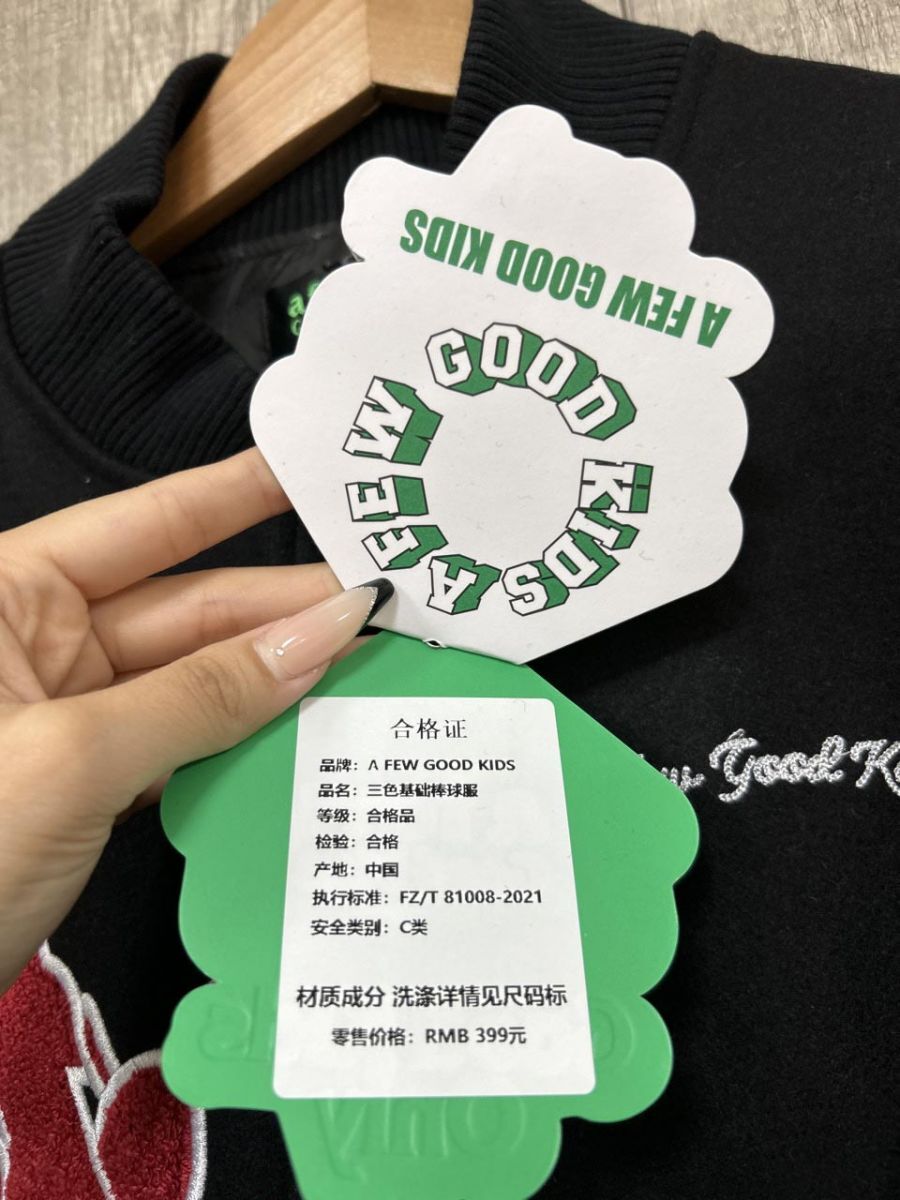 A FEW GOOD KIDS
A FEW GOOD KIDS
Good
合格证
品牌：A FEW GOOD KIDS
品名：三色基础棒球服
等级：合格品
检验：合格
产地：中国
执行标准：FZ/T 81008-2021
安全类别：C类
材质成分 洗涤详情见尺码标
零售价格：RMB 399元
Only